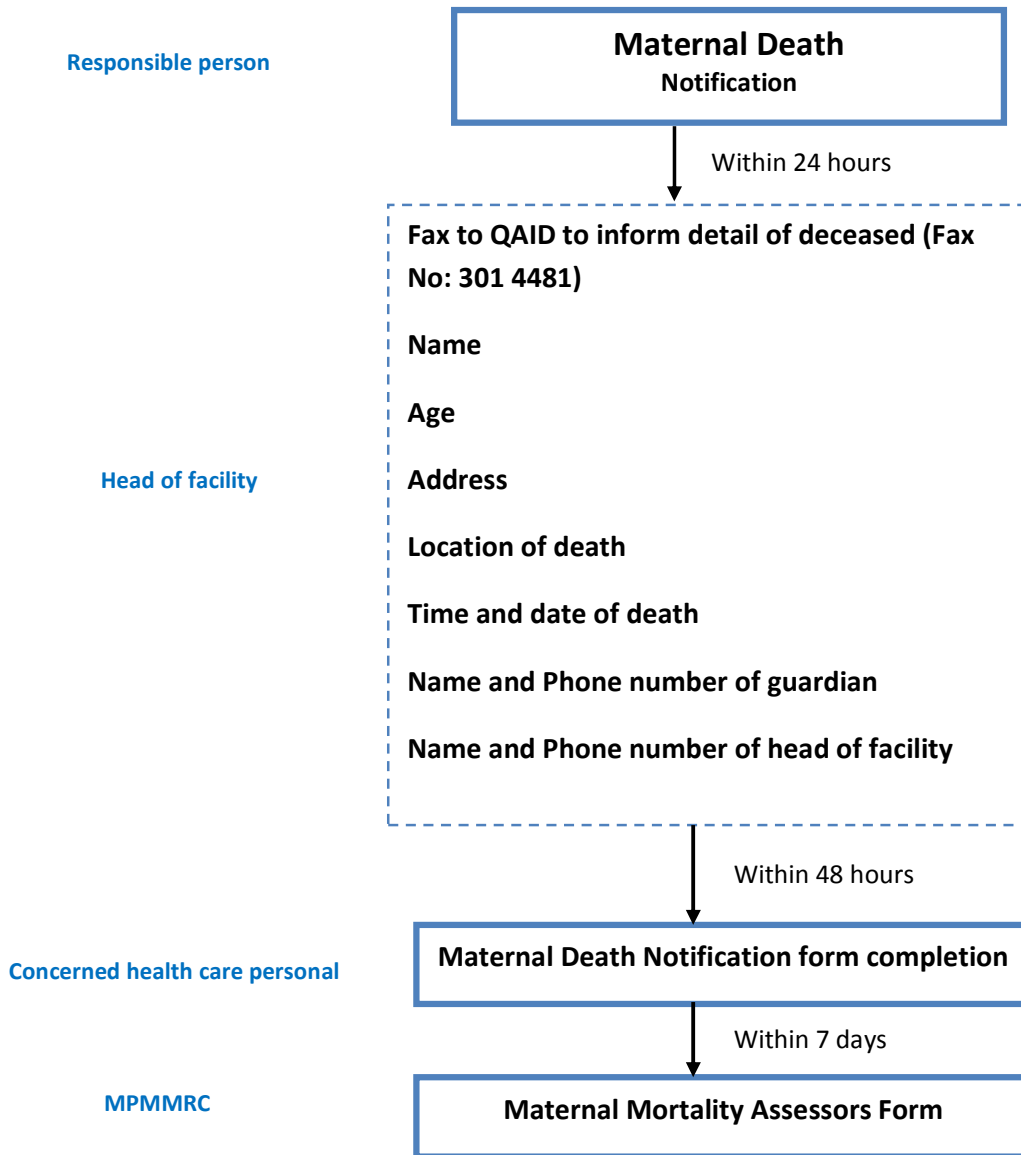 Responsible person
Maternal Death
Notification
Within 24 hours
Fax to QAID to inform detail of deceased (Fax
No: 301 4481)
Name
Age
Address
Head of facility
Location of death
Time and date of death
Name and Phone number of guardian
Name and Phone number of head of facility
Within 48 hours
Concerned health care personal
Maternal Death Notification form completion
Within 7 days
MPMMRC
Maternal Mortality Assessors Form